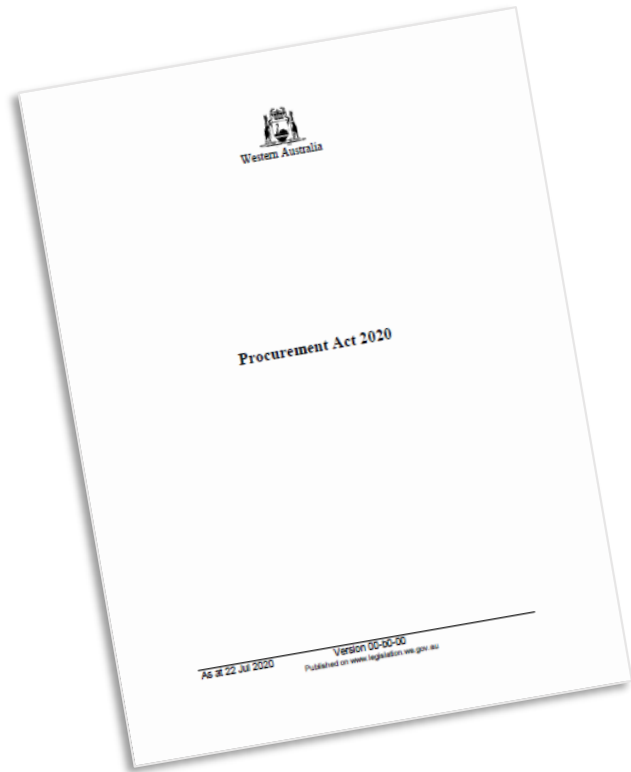 Western Australia
Procurement Act 2020
As at 22 Jul 2020 Version 00-b0-00
Published on www.legislation.wa.gov.au